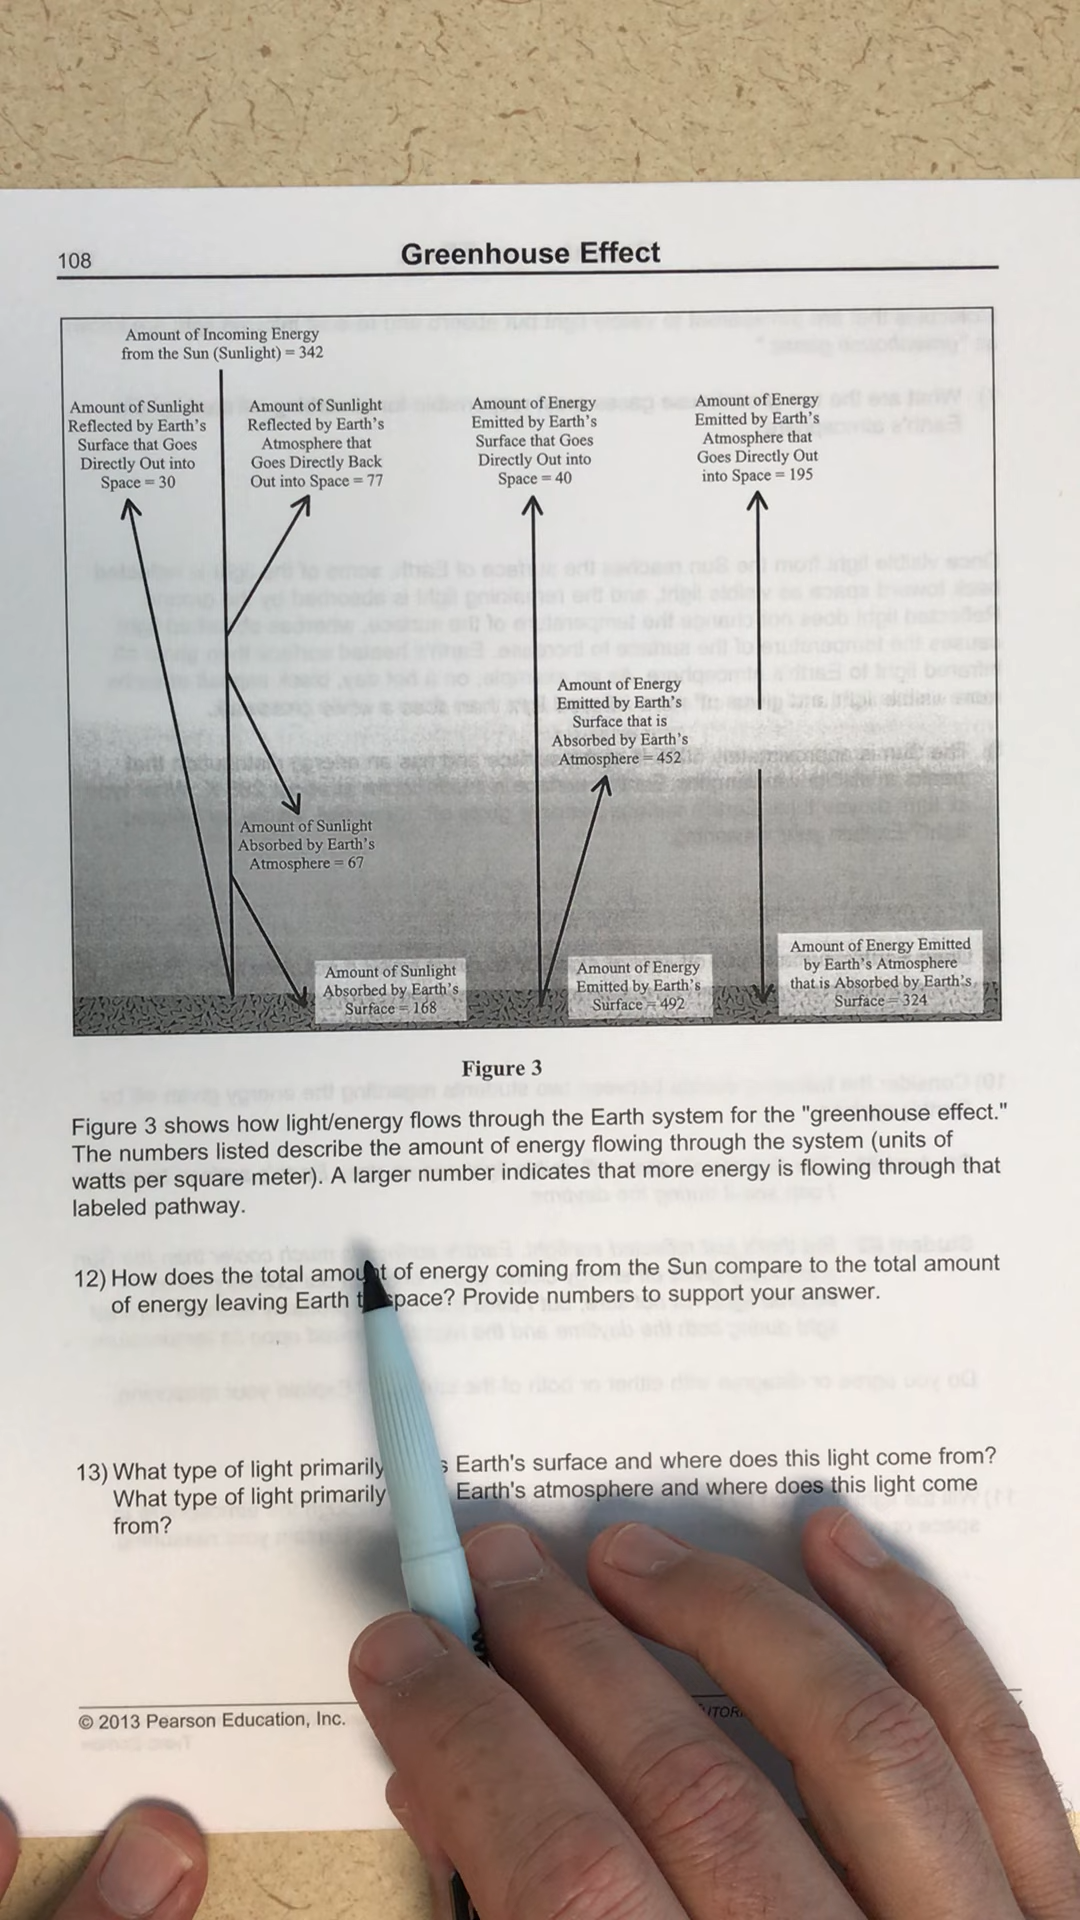 108
Greenhouse Effect
Amount of Incoming Energy
from the Sun (Sunlight) = 342
Amount of Sunlight
Reflected by Earth's
Surface that Goes
Directly Out into
Space = 30
Amount of Sunlight
Reflected by Earth's
Atmosphere that
Goes Directly Back
Out into Space = 77
Amount of Energy
Emitted by Earth's
Surface that Goes
Directly Out into
Space = 40
Amount of Energy
Emitted by Earth's
Atmosphere that
Goes Directly Out
into Space = 195
Amount of Energy
Emitted by Earth's
Surface that is
Absorbed by Earth's
Atmosphere = 452
Amount of Sunlight
Absorbed by Earth's
Atmosphere = 67
Amount of Sunlight
Absorbed by Earth's
Surface = 168
Amount of Energy
Emitted by Earth's
Surface = 492
Amount of Energy Emitted
by Earth's Atmosphere
that is Absorbed by Earth's
Surface = 324
Figure 3
Figure 3 shows how light/energy flows through the Earth system for the "greenhouse effect."
The numbers listed describe the amount of energy flowing through the system (units of
watts per square meter). A larger number indicates that more energy is flowing through that
labeled pathway.
12) How does the total amount of energy coming from the Sun compare to the total amount
of energy leaving Earth space? Provide numbers to support your answer.
13) What type of light primarily Earth's surface and where does this light come from?
What type of light primarily Earth's atmosphere and where does this light come
from?
© 2013 Pearson Education, Inc.